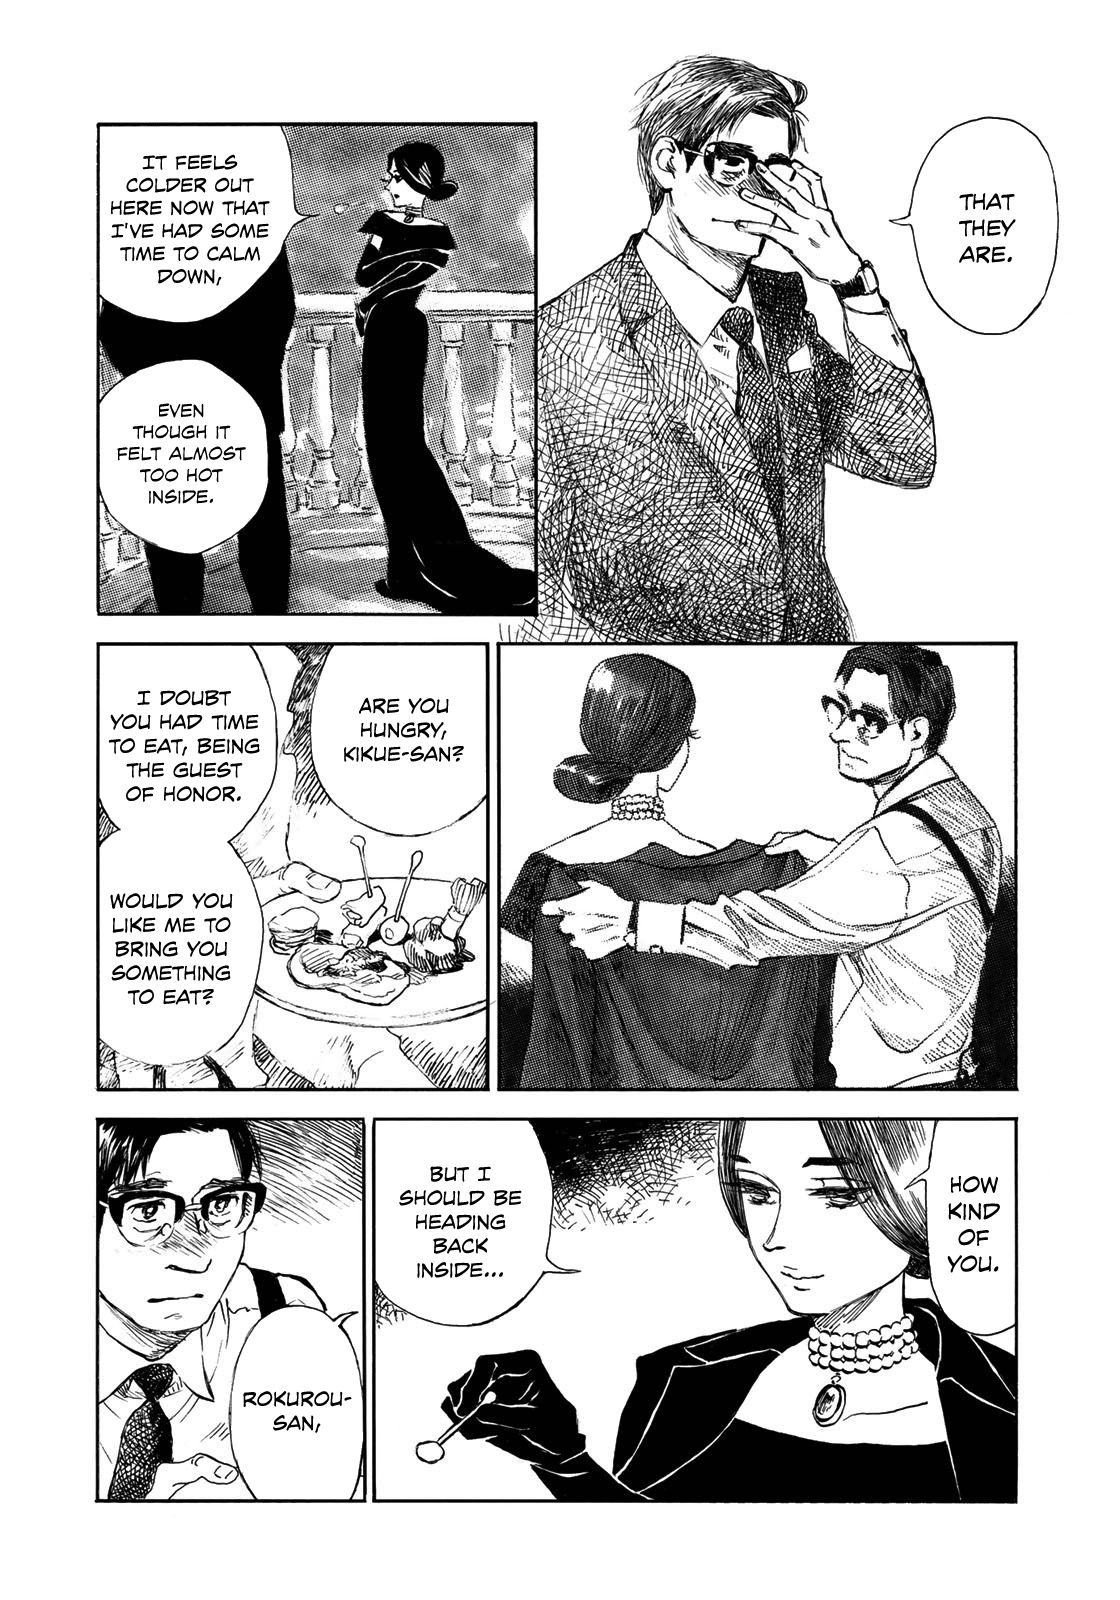 THAT
THEY
ARE.
IT FEELS
COLDER OUT
HERE NOW THAT
I'VE HAD SOME
TIME TO CALM
DOWN,
EVEN
THOUGH IT
FELT ALMOST
TOO HOT
INSIDE.
ARE YOU
HUNGRY,
KIKUE-SAN?
I DOUBT
YOU HAD TIME
TO EAT, BEING
THE GUEST
OF HONOR.
WOULD YOU
LIKE ME TO
BRING YOU
SOMETHING
TO EAT?
HOW
KIND
OF
YOU.
BUT I
SHOULD BE
HEADING
BACK
INSIDE...
ROKUROU-
SAN,